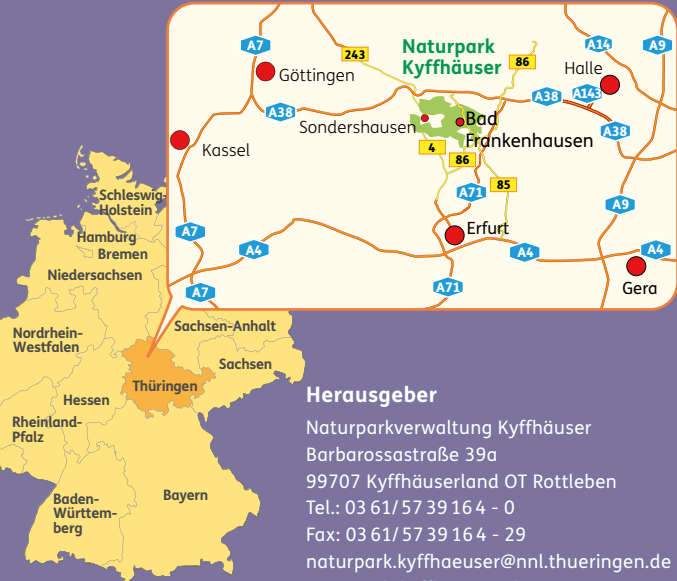 A7
243
Naturpark
Kyffhäuser
86
A14
A9
Göttingen
Halle
A38
A38
A143
Sondershausen
Bad
Frankenhausen
A38
Kassel
4
86
A71
85
A9
A7
A4
Erfurt
A4
A4
A7
A71
Gera
Schleswig-
Holstein
Hamburg
Bremen
Niedersachsen
Nordrhein-
Westfalen
Sachsen-Anhalt
Sachsen
Thüringen
Hessen
Rheinland-
Pfalz
Baden-
Württem-
berg
Bayern
Herausgeber
Naturparkverwaltung Kyffhäuser
Barbarossastraße 39a
99707 Kyffhäuserland OT Rottleben
Tel.: 03 61/ 57 39 16 4 - 0
Fax: 03 61/ 57 39 16 4 - 29
naturpark.kyffhaeuser@nnl.thueringen.de